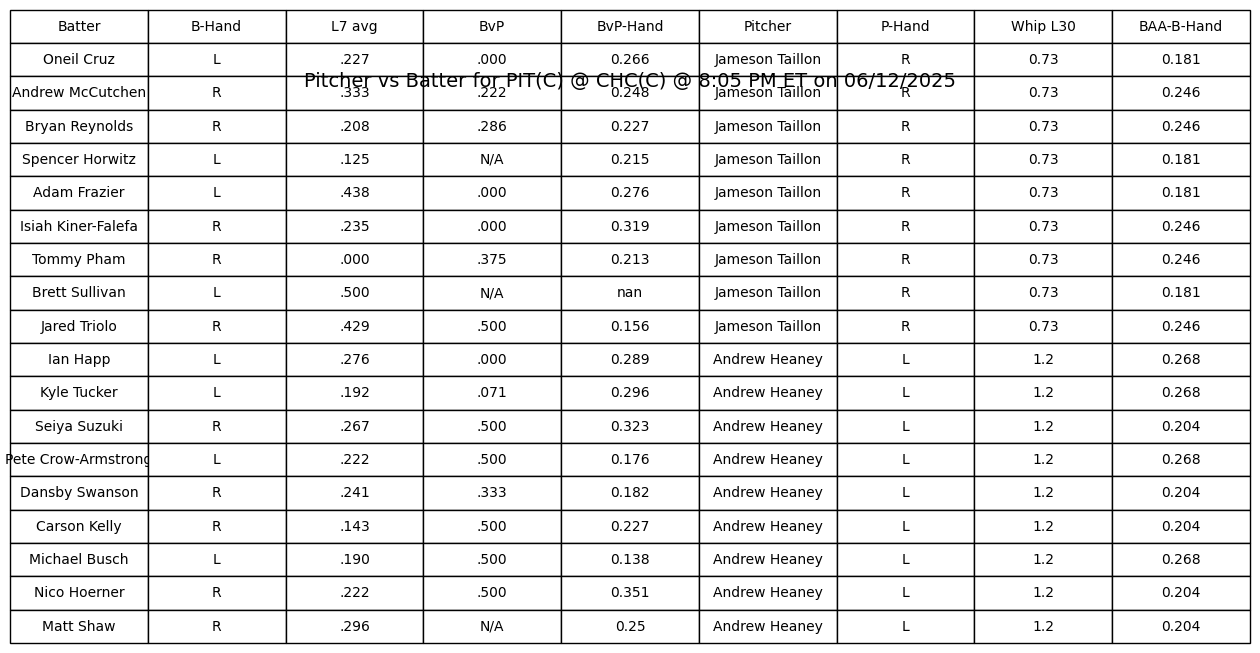 Batter B-Hand L7 avg BvP BvP-Hand Pitcher P-Hand Whip L30 BAA-B-Hand
Oneil Cruz L .227 .000 0.266 Jameson Taillon R 0.73 0.181
Pitcher vs Batter for PIT(C) @ CHC(C) @ 8:05 PM ET on 06/12/2025
Andrew McCutchen R .333 .222 0.248 Jameson Taillon R 0.73 0.246
Bryan Reynolds R .208 .286 0.227 Jameson Taillon R 0.73 0.246
Spencer Horwitz L .125 N/A 0.215 Jameson Taillon R 0.73 0.181
Adam Frazier L .438 .000 0.276 Jameson Taillon R 0.73 0.181
Isiah Kiner-Falefa R .235 .000 0.319 Jameson Taillon R 0.73 0.246
Tommy Pham R .000 .375 0.213 Jameson Taillon R 0.73 0.246
Brett Sullivan L .500 N/A nan Jameson Taillon R 0.73 0.181
Jared Triolo R .429 .500 0.156 Jameson Taillon R 0.73 0.246
Ian Happ L .276 .000 0.289 Andrew Heaney L 1.2 0.268
Kyle Tucker L .192 .071 0.296 Andrew Heaney L 1.2 0.268
Seiya Suzuki R .267 .500 0.323 Andrew Heaney L 1.2 0.204
Pete Crow-Armstrong L .222 .500 0.176 Andrew Heaney L 1.2 0.268
Dansby Swanson R .241 .333 0.182 Andrew Heaney L 1.2 0.204
Carson Kelly R .143 .500 0.227 Andrew Heaney L 1.2 0.204
Michael Busch L .190 .500 0.138 Andrew Heaney L 1.2 0.268
Nico Hoerner R .222 .500 0.351 Andrew Heaney L 1.2 0.204
Matt Shaw R .296 N/A 0.25 Andrew Heaney L 1.2 0.204